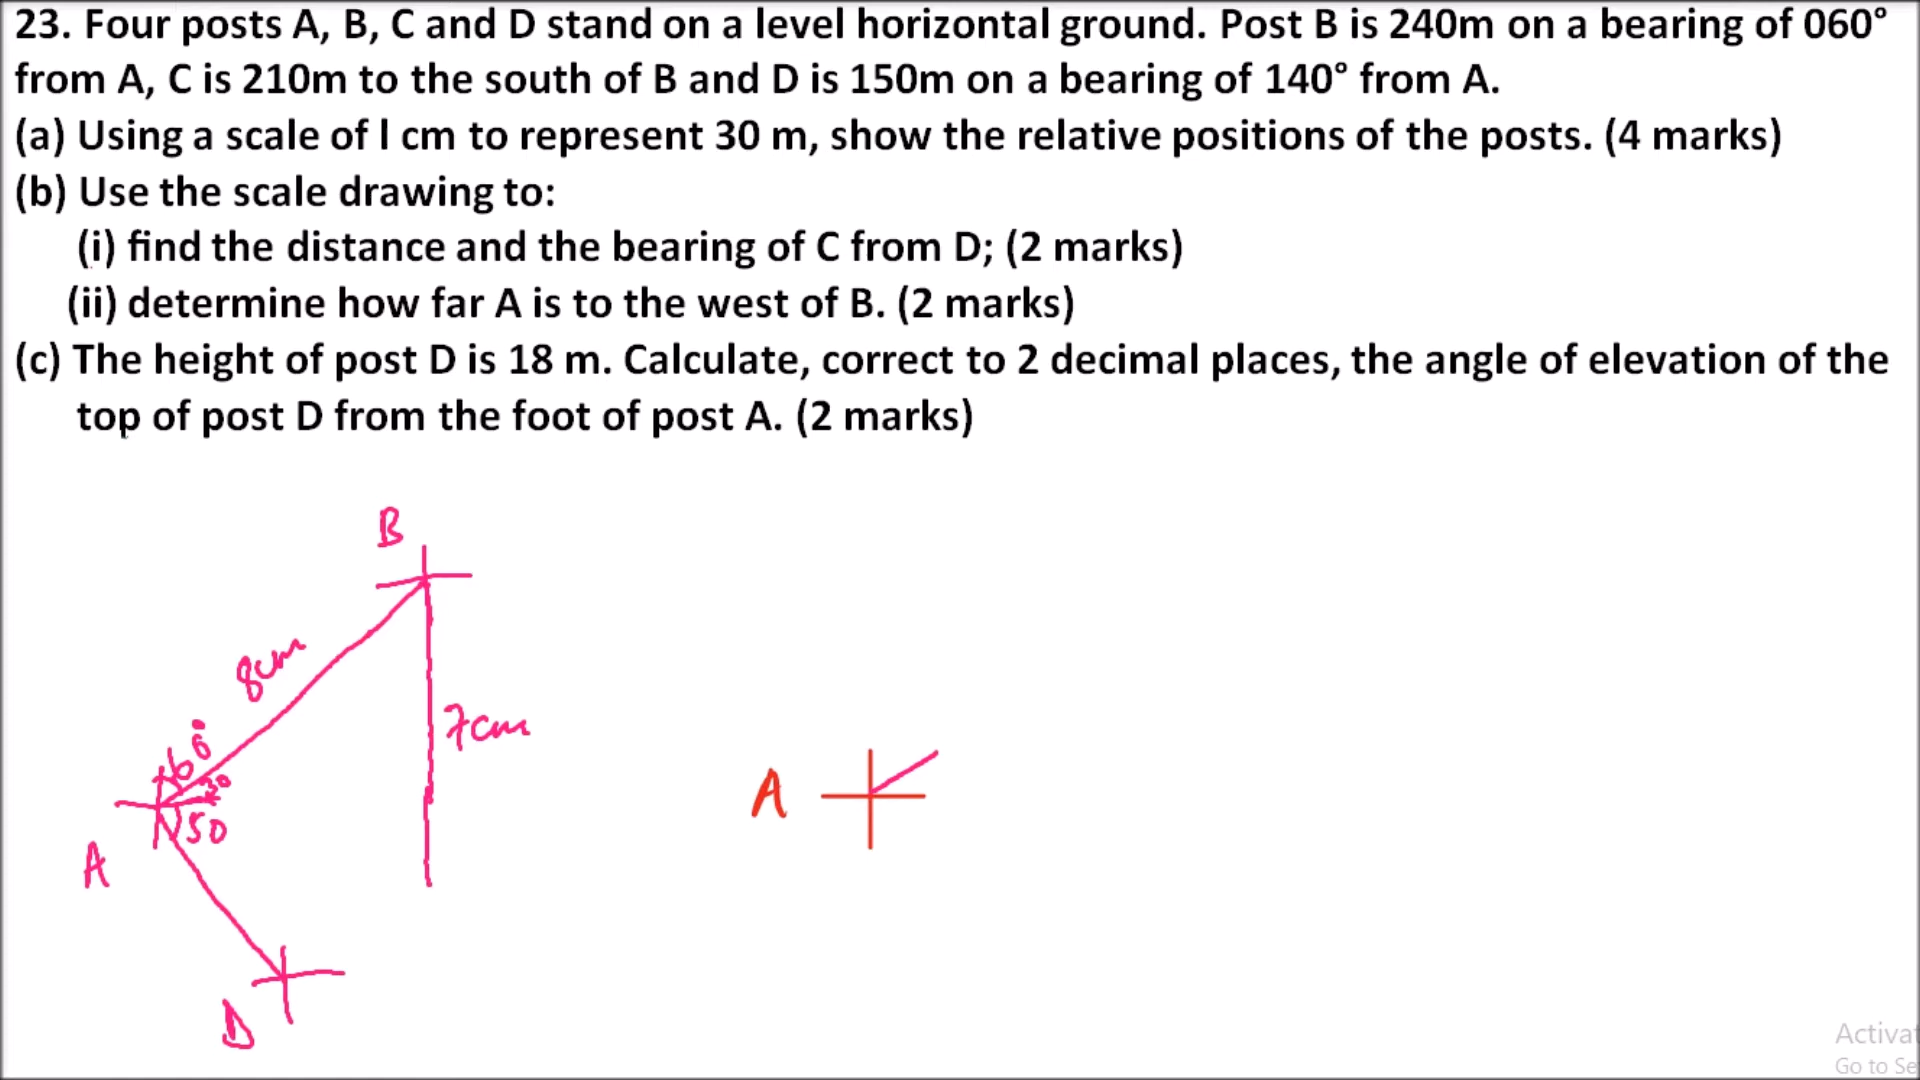 23. Four posts A, B, C and D stand on a level horizontal ground. Post B is 240m on a bearing of 060°
from A, C is 210m to the south of B and D is 150m on a bearing of 140° from A.
(a) Using a scale of l cm to represent 30 m, show the relative positions of the posts. (4 marks)
(b) Use the scale drawing to:
(i) find the distance and the bearing of C from D; (2 marks)
(ii) determine how far A is to the west of B. (2 marks)
(c) The height of post D is 18 m. Calculate, correct to 2 decimal places, the angle of elevation of the
top of post D from the foot of post A. (2 marks)
B
8cm
7cm
60°
30
50
A
A
D
Activat
Go to Se